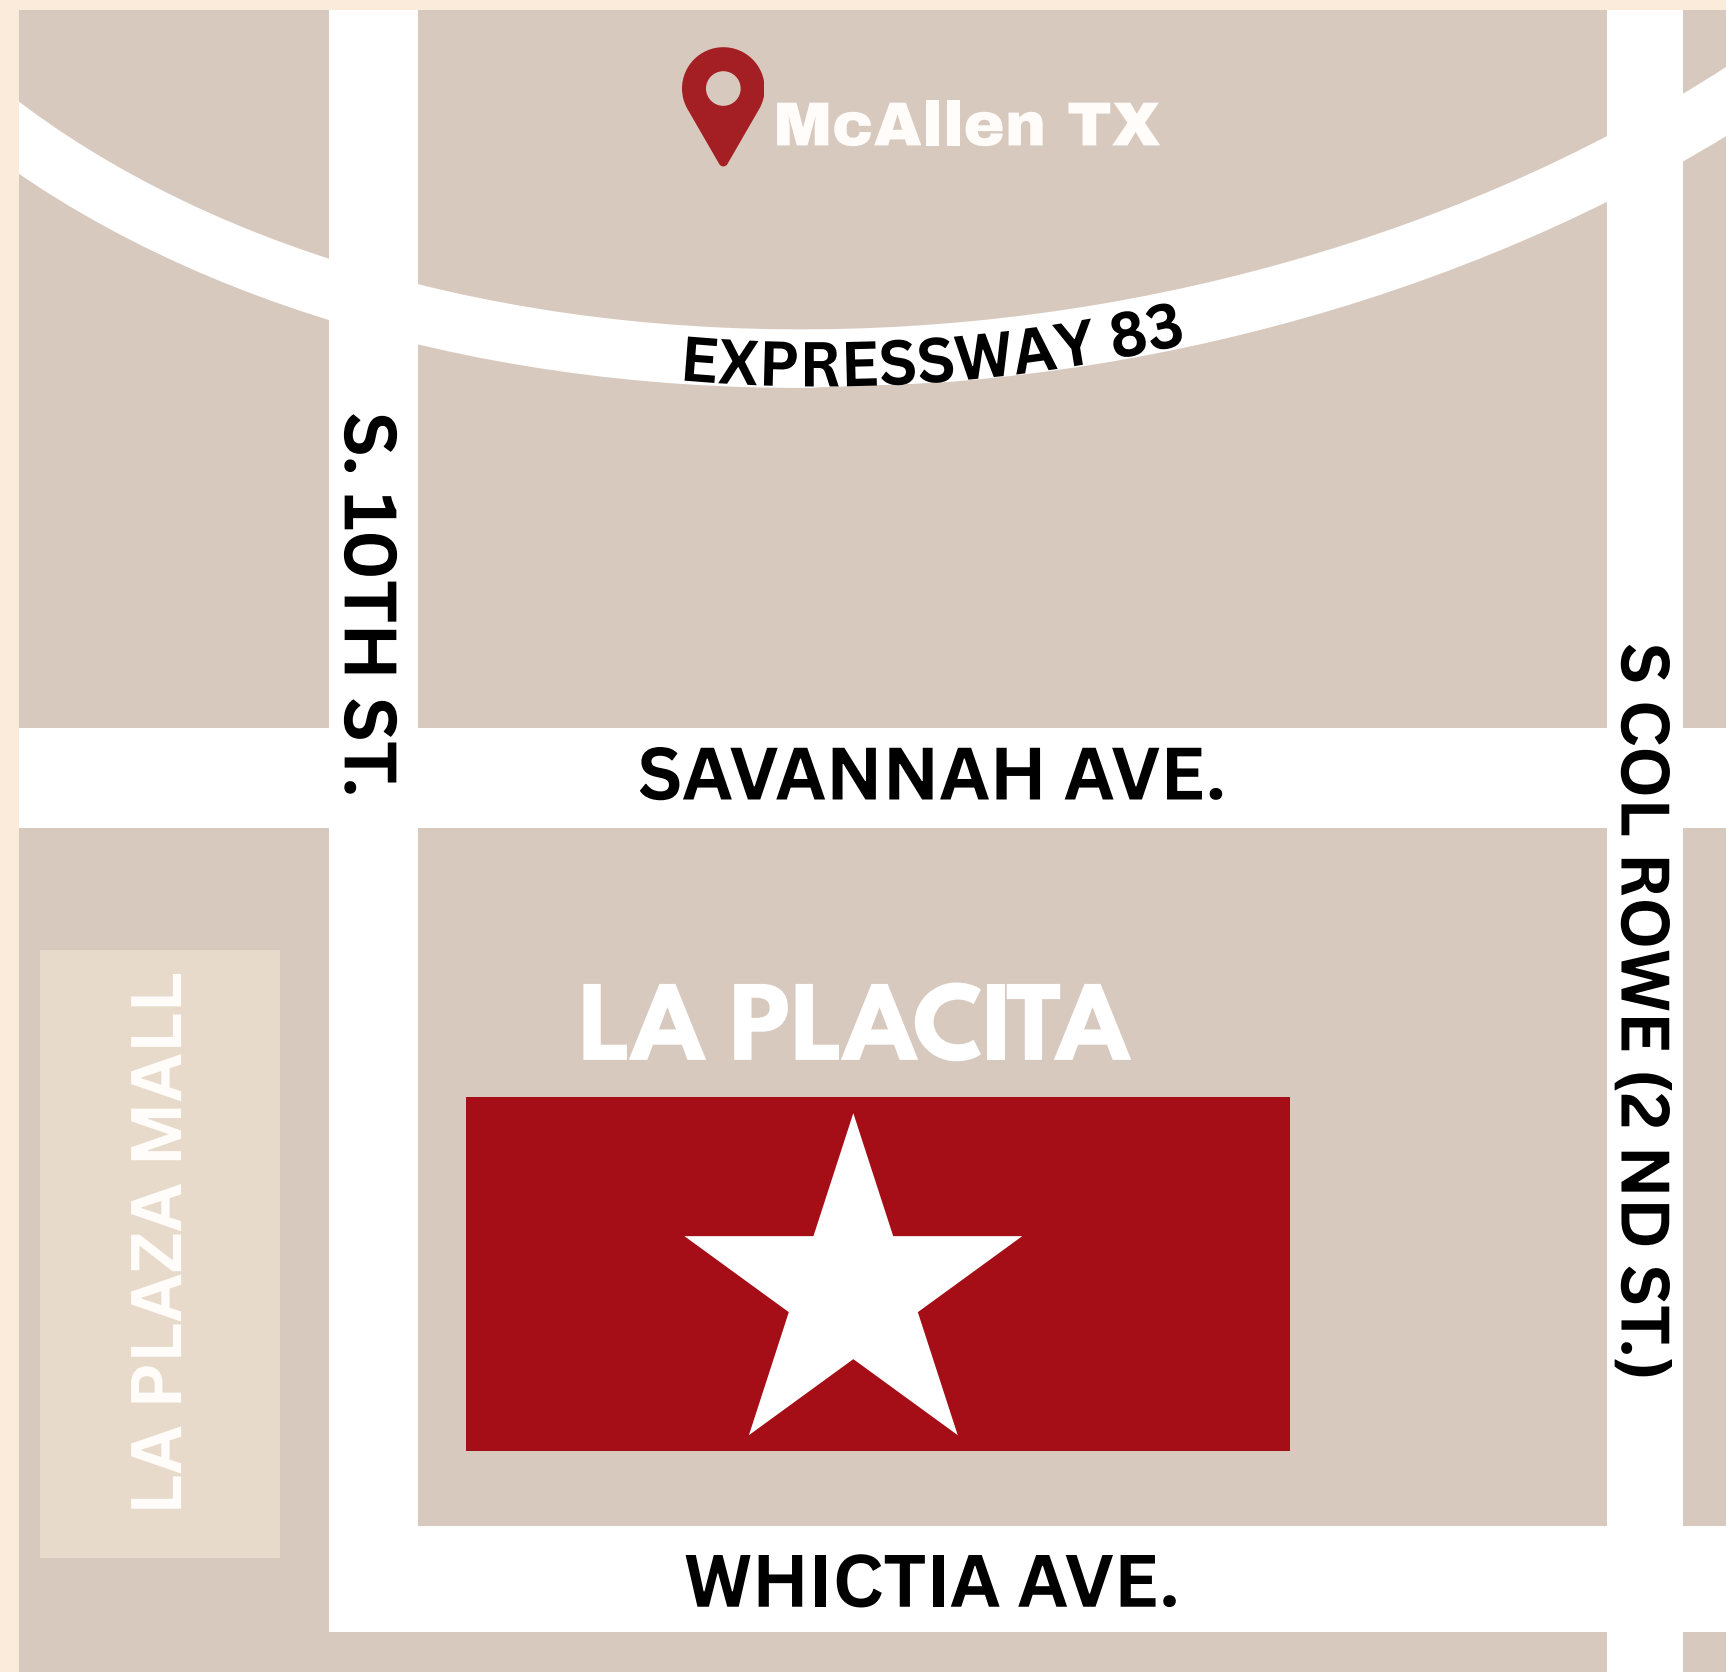 McAllen TX
EXPRESSWAY 83
S. 10TH ST.
SAVANNAH AVE.
S COL ROWE (2 ND ST.)
LA PLACITA
LA PLAZA MALL
WHICTIA AVE.